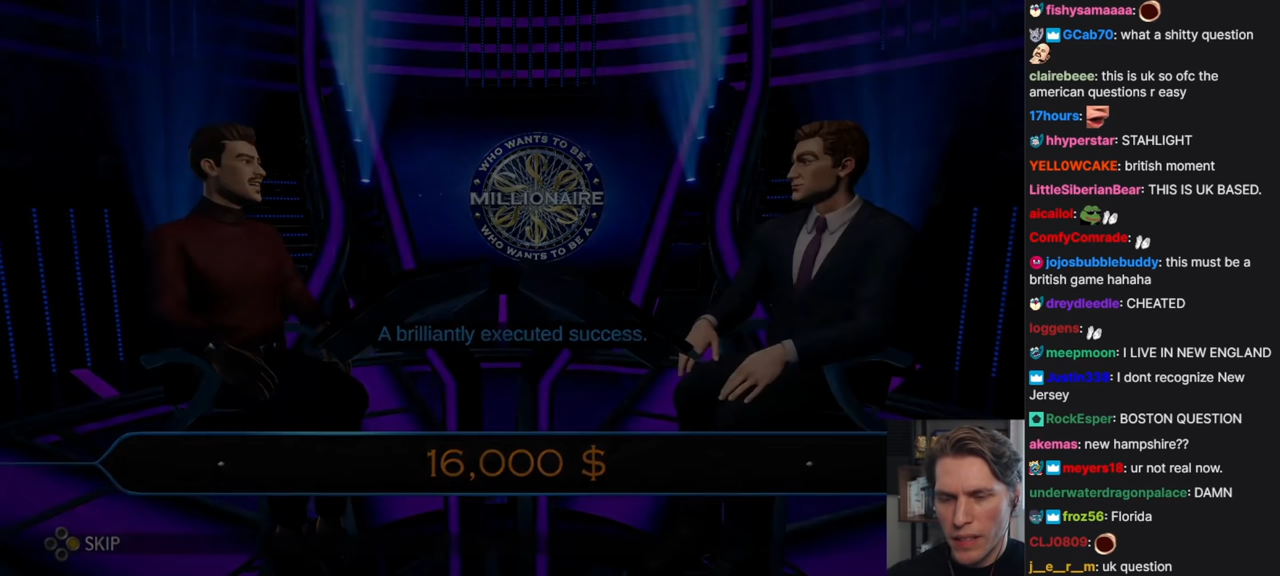 WHO WANTS TO BE A
MILLIONAIRE
WHO WANTS TO BE A
A brilliantly executed success.
16,000 $
SKIP
fishysamaaaa:
GCab70: what a shitty question
clairebeee: this is uk so ofc the
american questions r easy
17hours:
hhyperstar: STAHLIGHT
YELL0WCAKE: british moment
LittleSiberianBear: THIS IS UK BASED.
aicailol:
ComfyComrade:
jojosbubblebuddy: this must be a
british game hahaha
dreydleedle: CHEATED
loggens:
meepmoon: I LIVE IN NEW ENGLAND
Justin338: I dont recognize New
Jersey
RockEsper: BOSTON QUESTION
akemas: new hampshire??
meyers18: ur not real now.
underwaterdragonpalace: DAMN
froz56: Florida
CLJ0809:
j__e__r__m: uk question